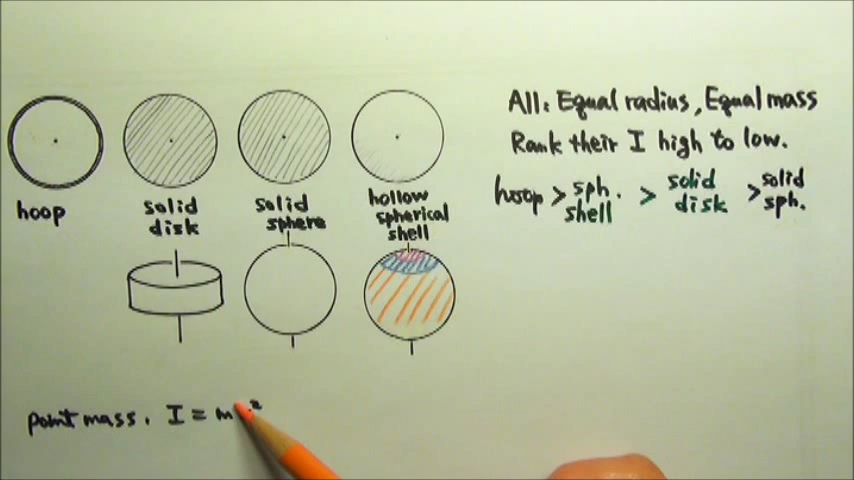 All: Equal radius, Equal mass
Rank their I high to low.
hoop > sph. shell > solid disk > solid sph.
hoop
solid disk
solid sphere
hollow spherical shell
point mass. I = m ²